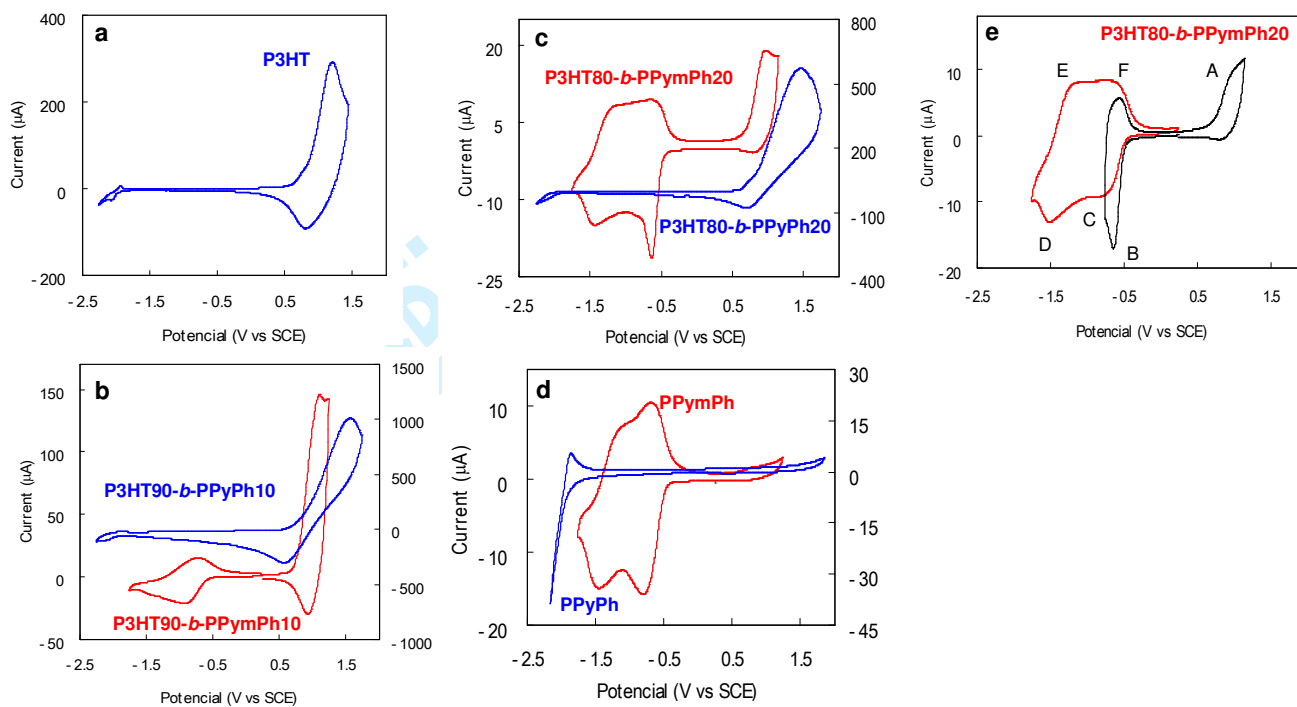 a
P3HT
400
200
0
-200
Current (µA)
-2.5 -1.5 -0.5 0.5 1.5
Potencial (V vs SCE)
c
P3HT80-b-PPymPh20
P3HT80-b-PPyPh20
20
5
-10
-25
800
600
400
200
0
-100
-300
-400
Current (µA)
-2.5 -1.5 -0.5 0.5 1.5
Potencial (V vs SCE)
e
P3HT80-b-PPymPh20
E
F
A
D
C
B
10
0
-10
-20
Current (µA)
-2.5 -1.5 -0.5 0.5 1.5
Potencial (V vs SCE)
b
P3HT90-b-PPyPh10
P3HT90-b-PPymPh10
150
100
50
0
-50
1500
1000
500
0
-500
-1000
Current (µA)
-2.5 -1.5 -0.5 0.5 1.5
Potencial (V vs SCE)
d
PPymPh
PPyPh
10
0
-10
-20
30
15
0
-15
-30
-45
Current (µA)
-2.5 -1.5 -0.5 0.5 1.5
Potencial (V vs SCE)